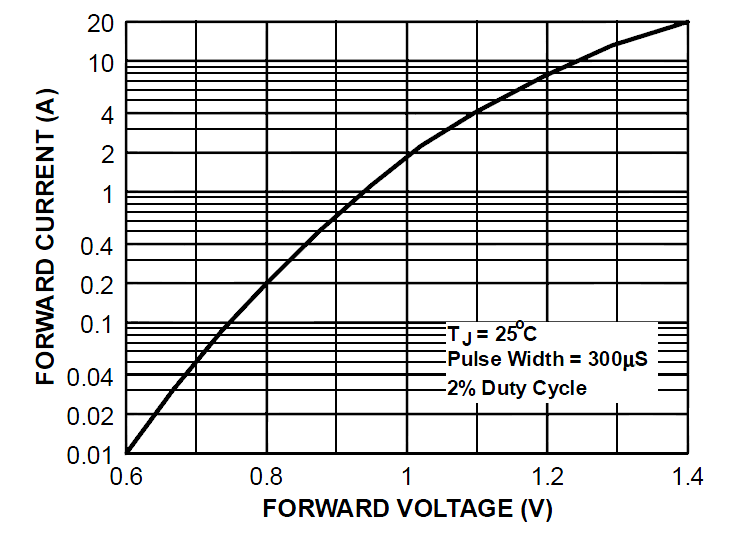 20
10
4
2
1
0.4
0.2
0.1
0.04
0.02
0.01
FORWARD CURRENT (A)
T J = 25°C
Pulse Width = 300μS
2% Duty Cycle
0.6 0.8 1 1.2 1.4
FORWARD VOLTAGE (V)